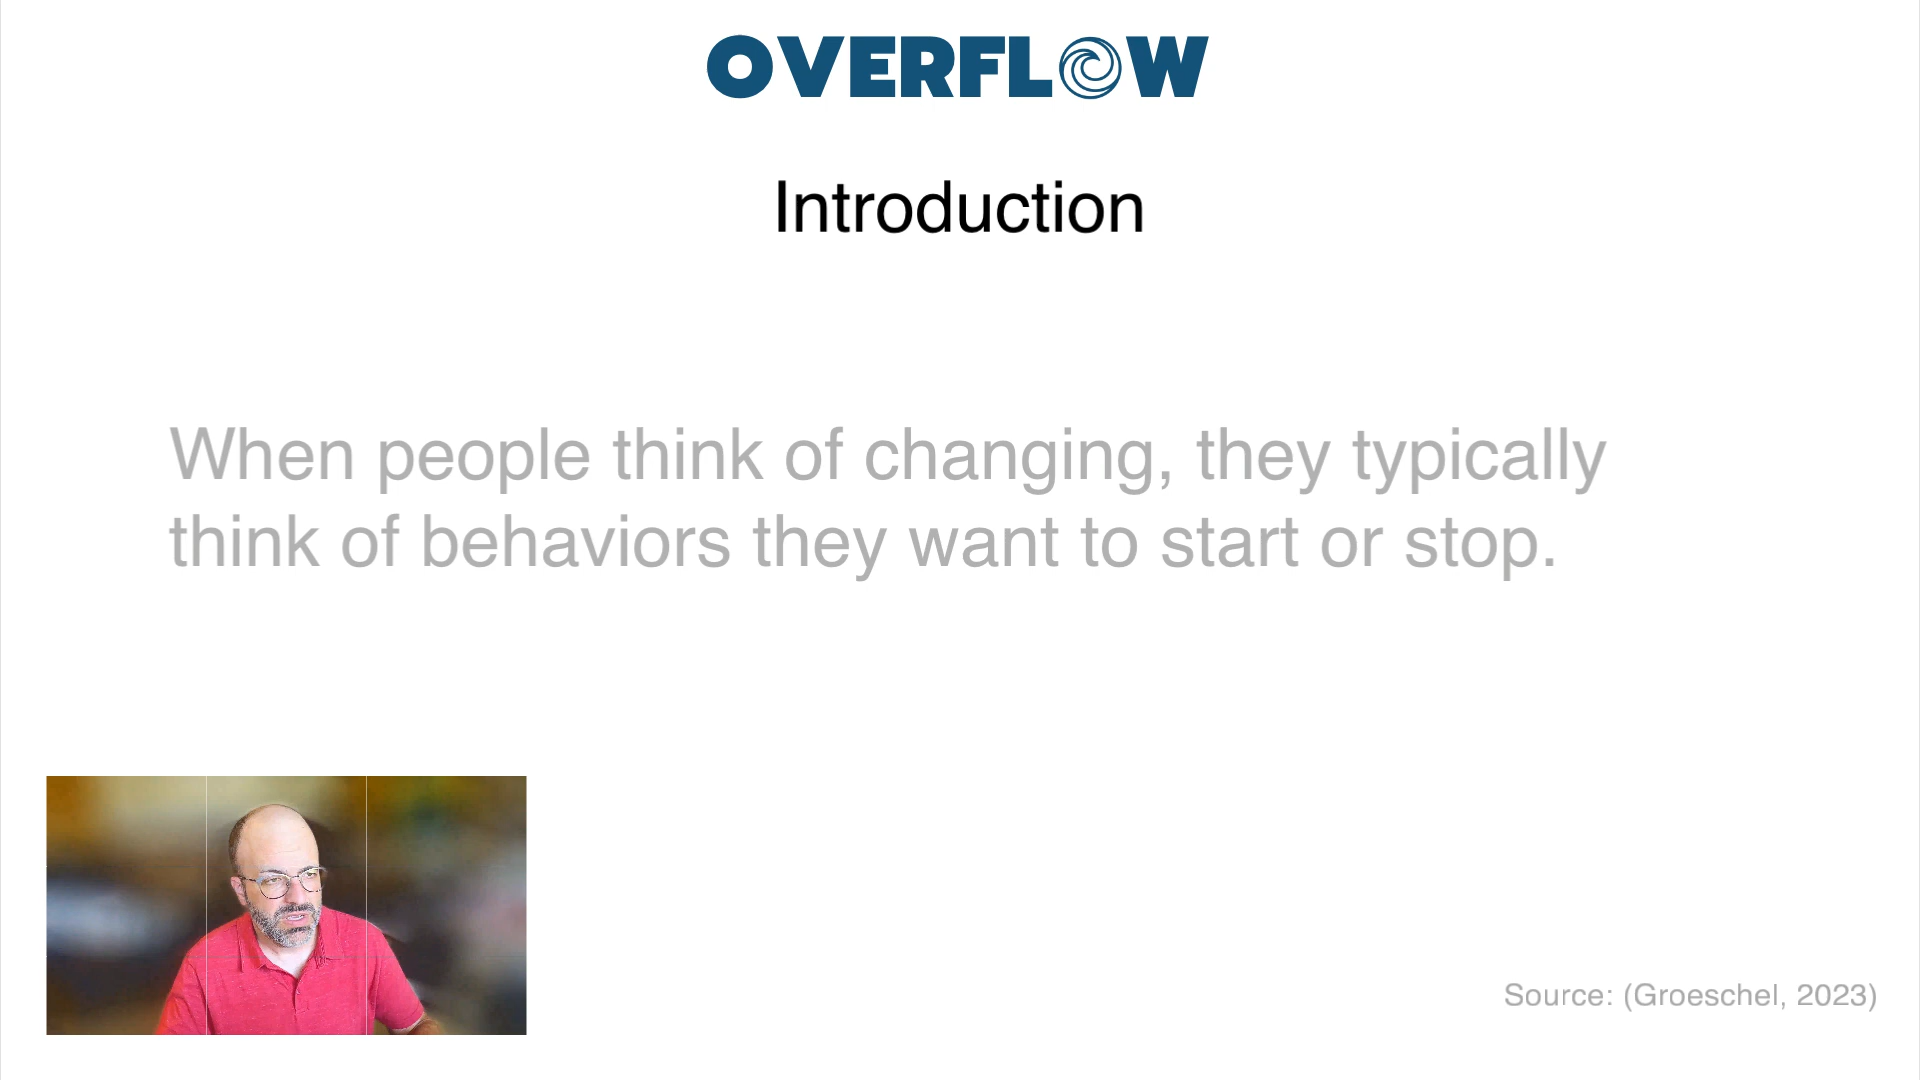 OVERFLOW
Introduction
When people think of changing, they typically
think of behaviors they want to start or stop.
Source: (Groeschel, 2023)